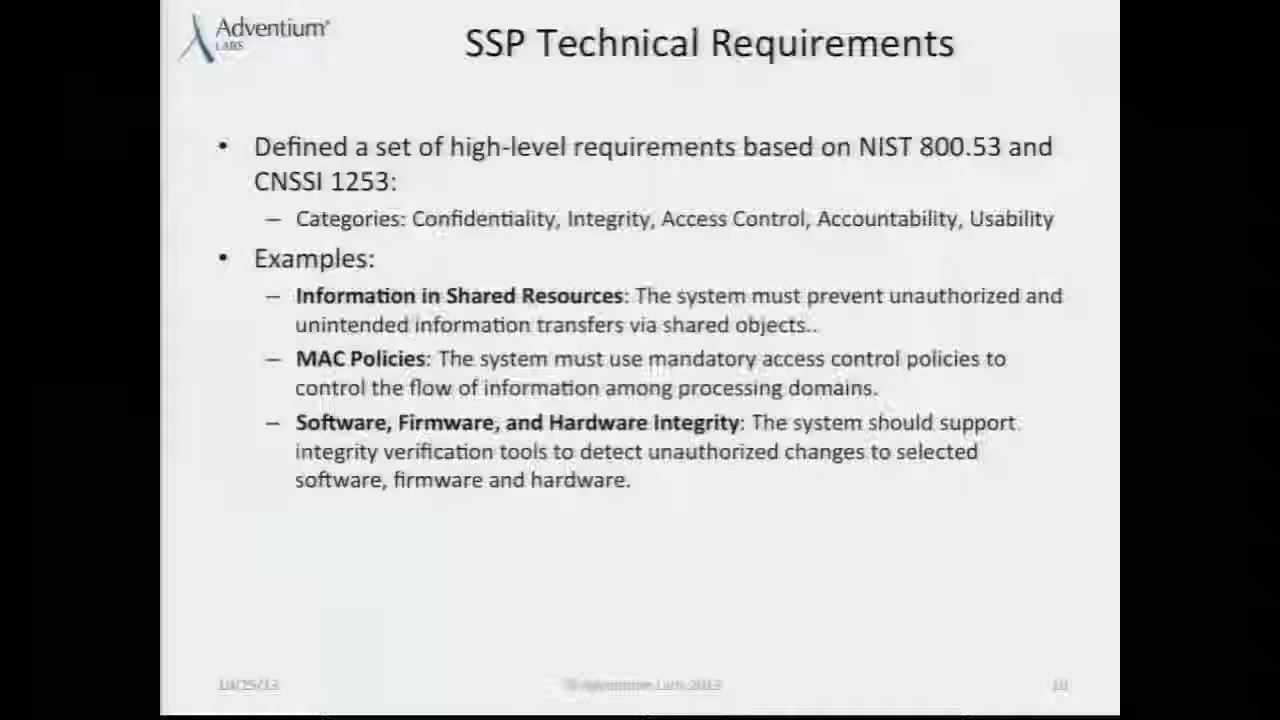 Adventium®
LABS
SSP Technical Requirements
• Defined a set of high-level requirements based on NIST 800.53 and
CNSSI 1253:
– Categories: Confidentiality, Integrity, Access Control, Accountability, Usability
• Examples:
– Information in Shared Resources: The system must prevent unauthorized and
unintended information transfers via shared objects..
– MAC Policies: The system must use mandatory access control policies to
control the flow of information among processing domains.
– Software, Firmware, and Hardware Integrity: The system should support
integrity verification tools to detect unauthorized changes to selected
software, firmware and hardware.
© Adventium Labs 2013
10